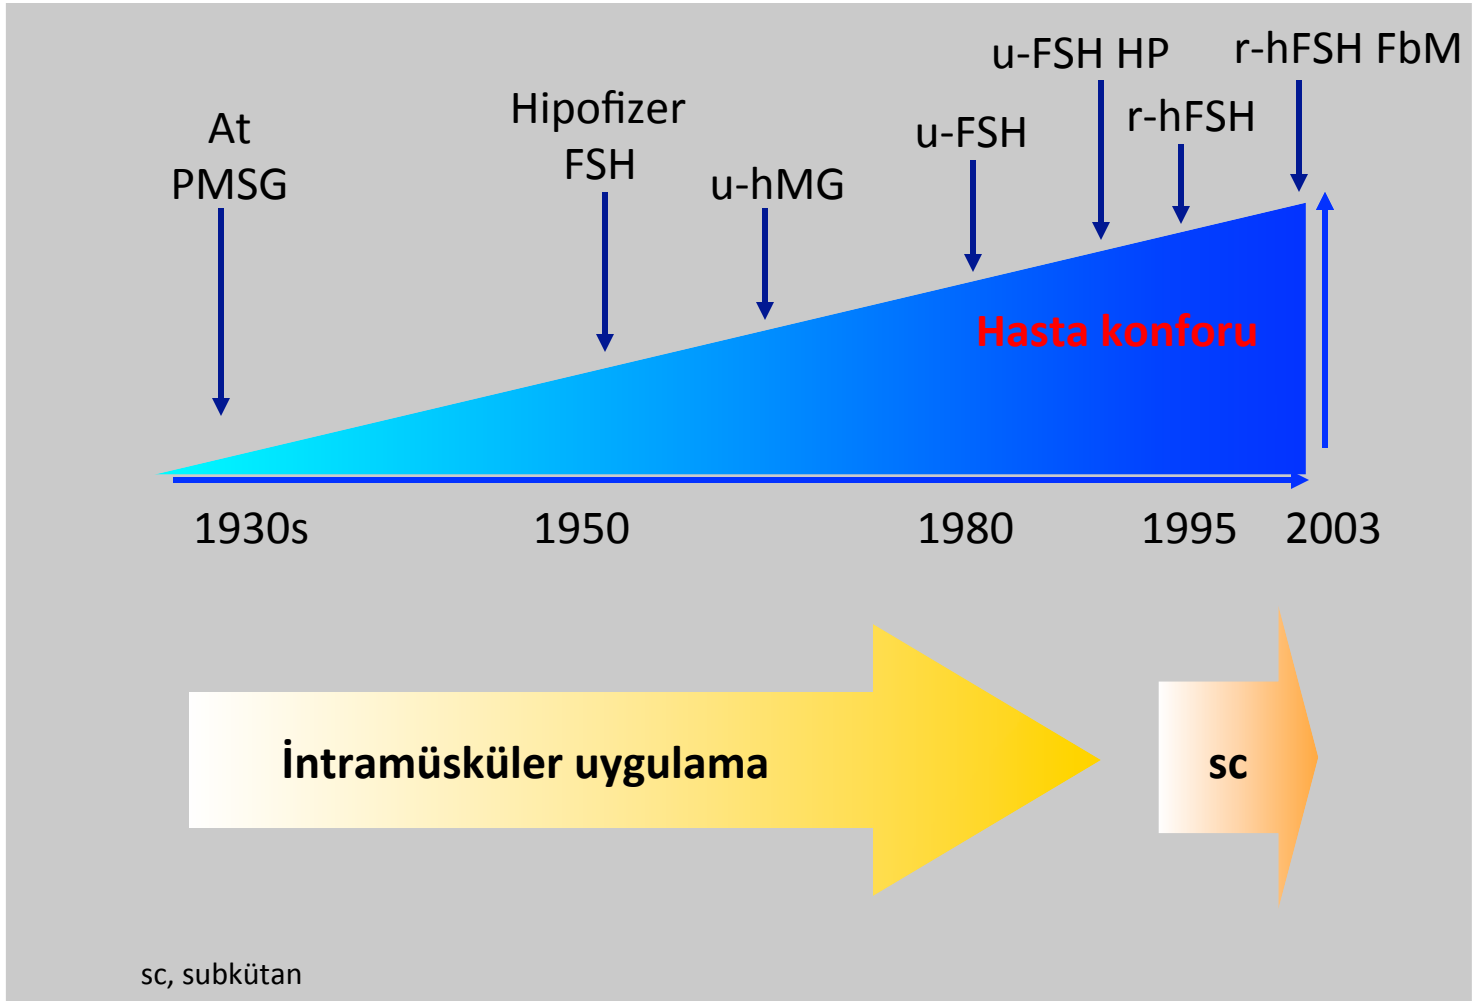 At
PMSG
Hipofizer
FSH
u-hMG
u-FSH
u-FSH HP
r-hFSH
r-hFSH FbM
Hasta konforu
1930s
1950
1980
1995
2003
İntramüsküler uygulama
sc
sc, subkütan